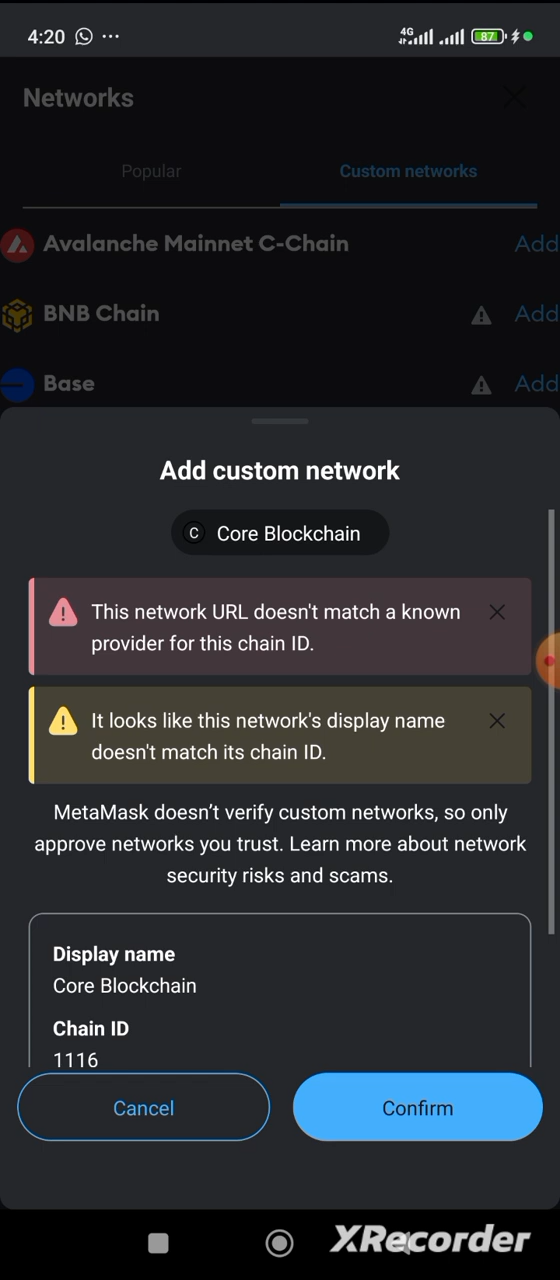 4:20
4G
87
Networks
Popular
Custom networks
Avalanche Mainnet C-Chain
Add
BNB Chain
Add
Base
Add
Add custom network
C Core Blockchain
This network URL doesn't match a known
provider for this chain ID.
It looks like this network's display name
doesn't match its chain ID.
MetaMask doesn’t verify custom networks, so only
approve networks you trust. Learn more about network
security risks and scams.
Display name
Core Blockchain
Chain ID
1116
Cancel
Confirm
XRecorder